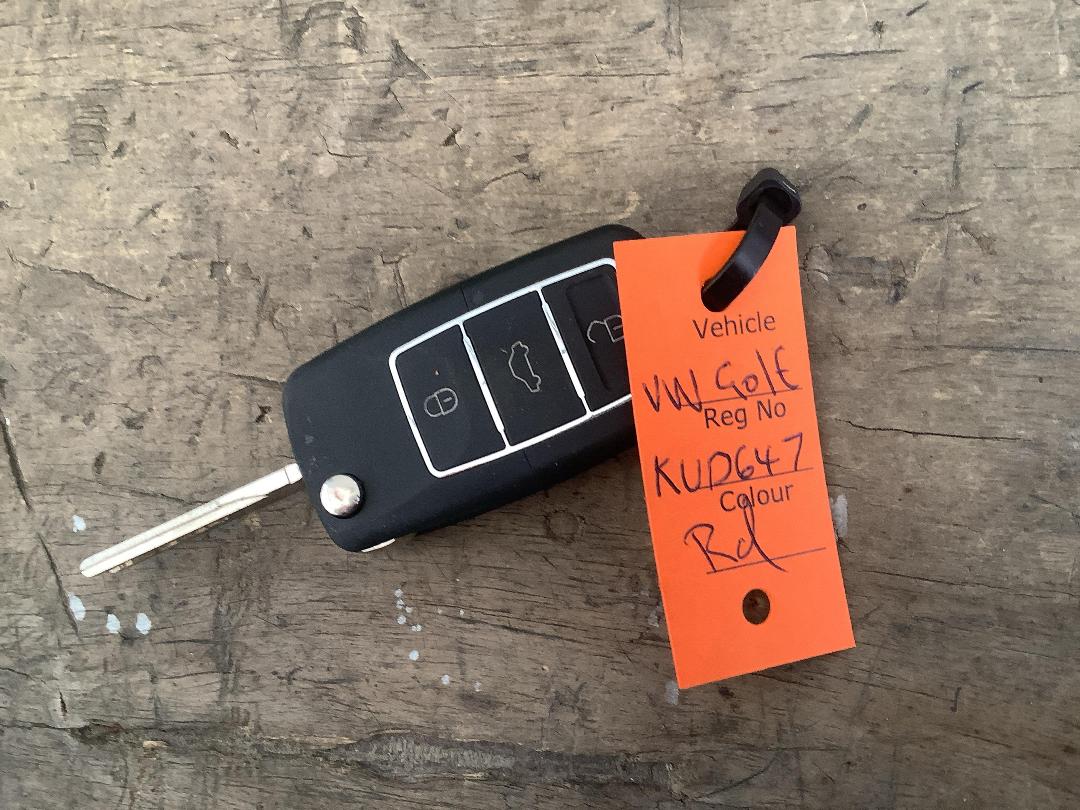 Vehicle
VW Golf
Reg No
KUD647
Colour
Rd